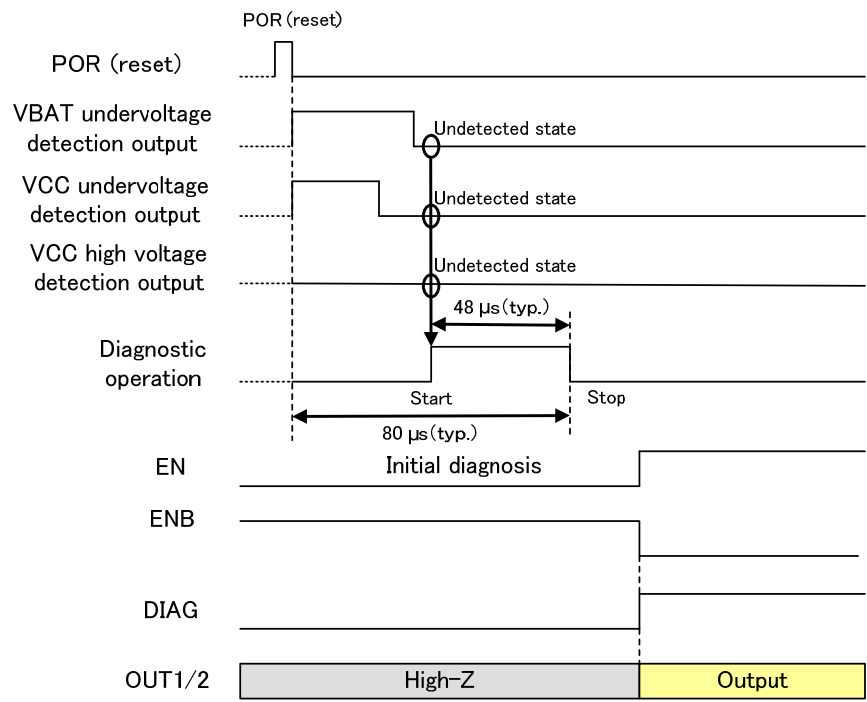 POR (reset)
POR (reset)
VBAT undervoltage
detection output
Undetected state
VCC undervoltage
detection output
Undetected state
VCC high voltage
detection output
Undetected state
48 µs(typ.)
Diagnostic
operation
Start
Stop
80 µs(typ.)
EN
Initial diagnosis
ENB
DIAG
OUT1/2
High-Z
Output